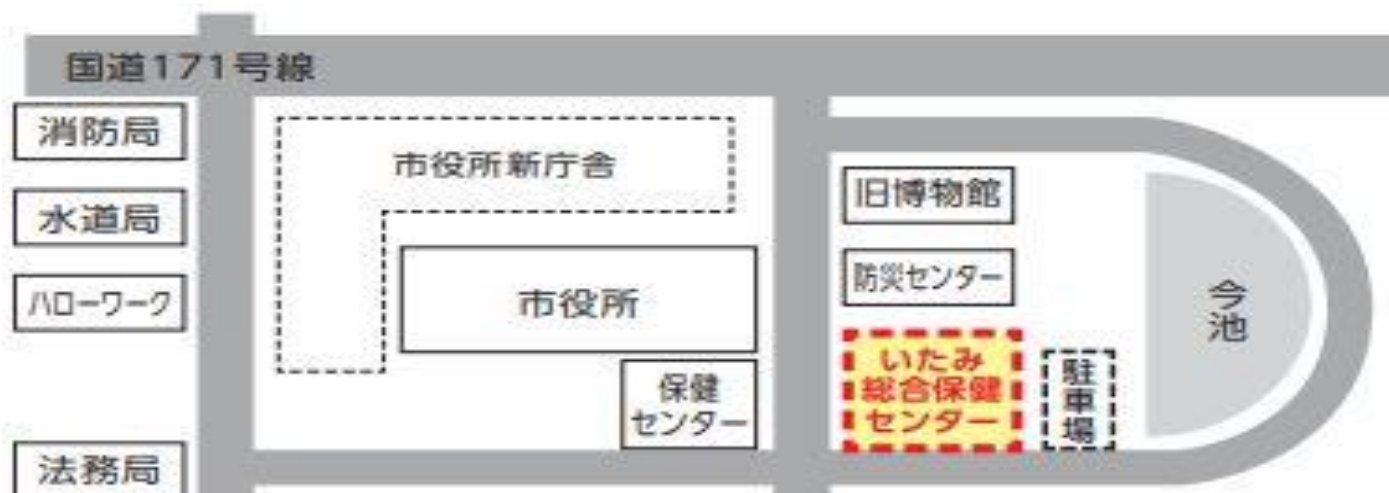 国道171号線
消防局
市役所新庁舎
旧博物館
水道局
防災センター
ハローワーク
市役所
今池
いたみ
総合保健
センター
駐車場
保健
センター
法務局